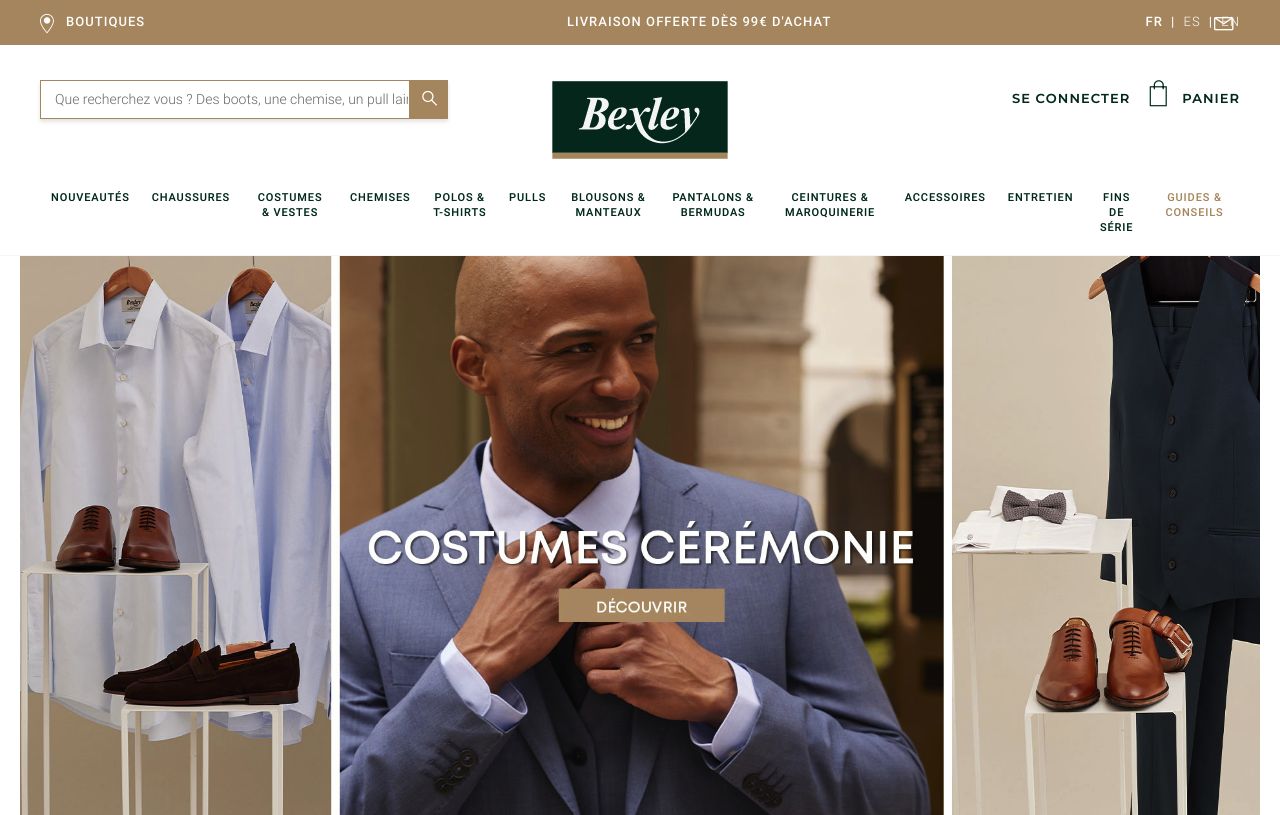 BOUTIQUES
LIVRAISON OFFERTE DÈS 99€ D'ACHAT
FR | ES | EN
Que recherchez vous ? Des boots, une chemise, un pull lai
Bexley
SE CONNECTER
PANIER
NOUVEAUTÉS
CHAUSSURES
COSTUMES
& VESTES
CHEMISES
POLOS &
T-SHIRTS
PULLS
BLOUSONS &
MANTEAUX
PANTALONS &
BERMUDAS
CEINTURES &
MAROQUINERIE
ACCESSOIRES
ENTRETIEN
FINS
DE
SÉRIE
GUIDES &
CONSEILS
Bexley
Bexley
COSTUMES CÉRÉMONIE
DÉCOUVRIR